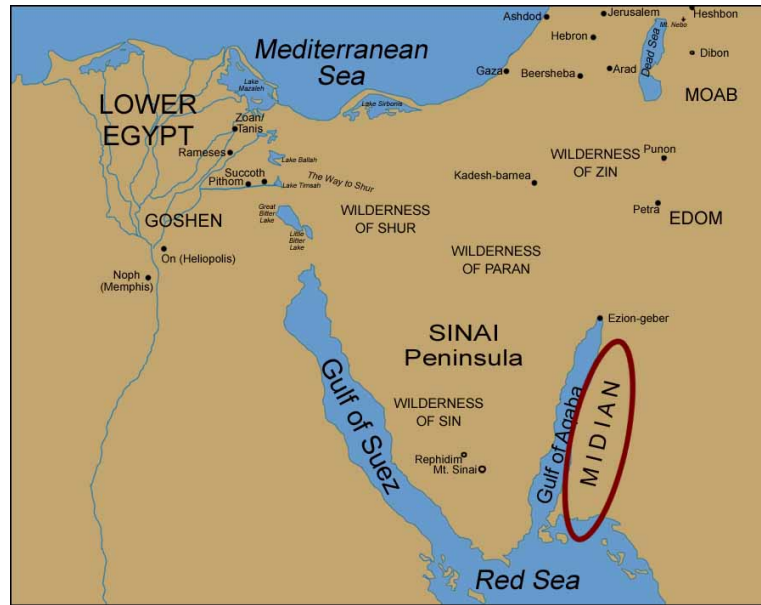 Ashdod
Jerusalem
Heshbon
Mt. Nebo
Mediterranean
Sea
Hebron
Dead Sea
Dibon
Gaza
Beersheba
Arad
MOAB
Lake
Manzaleh
LOWER
EGYPT
Lake Sirbonis
Zoan/
Tanis
Rameses
Lake Ballah
WILDERNESS
OF ZIN
Punon
Succoth
Pithom
Lake Timsah
The Way to Shur
Kadesh-barnea
GOSHEN
Great
Bitter
Lake
Little
Bitter
Lake
WILDERNESS
OF SHUR
Petra
EDOM
On (Heliopolis)
WILDERNESS
OF PARAN
Noph
(Memphis)
Ezion-geber
SINAI
Peninsula
Gulf of Suez
WILDERNESS
OF SIN
Gulf of Aqaba
MIDIAN
Rephidim
Mt. Sinai
Red Sea